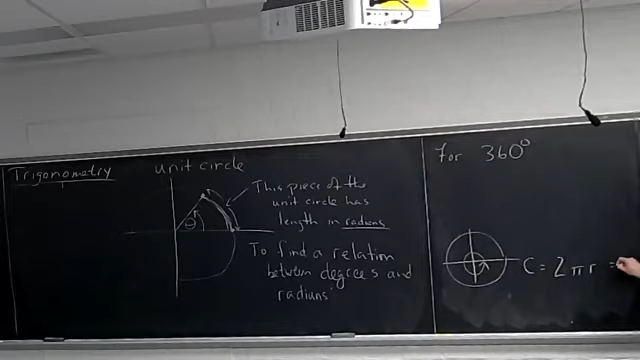 Trigonometry
unit circle
θ
This piece of the
unit circle has
length in radians
To find a relation
between degrees and
radians
For 360°
C = 2πr =